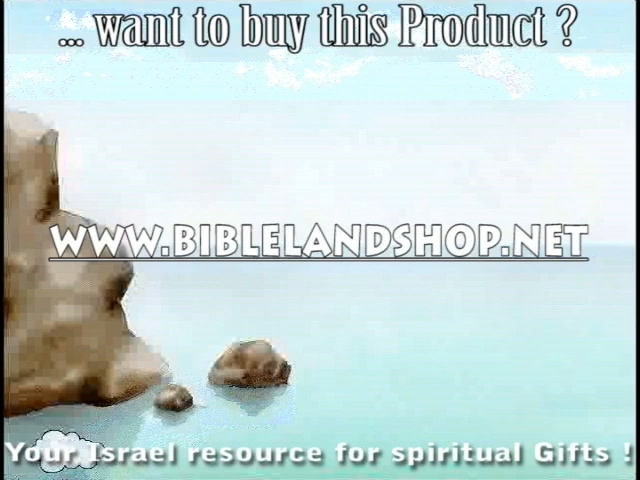 ... want to buy this Product ?
WWW.BIBLELANDSHOP.NET
Your Israel resource for spiritual Gifts !